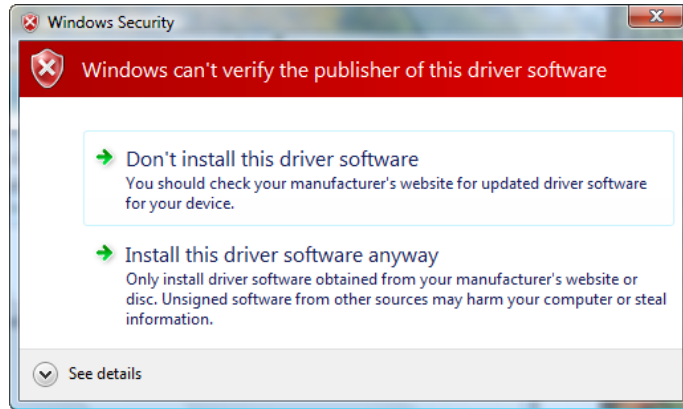 Windows Security
Windows can't verify the publisher of this driver software
Don't install this driver software
You should check your manufacturer's website for updated driver software
for your device.
Install this driver software anyway
Only install driver software obtained from your manufacturer's website or
disc. Unsigned software from other sources may harm your computer or steal
information.
See details